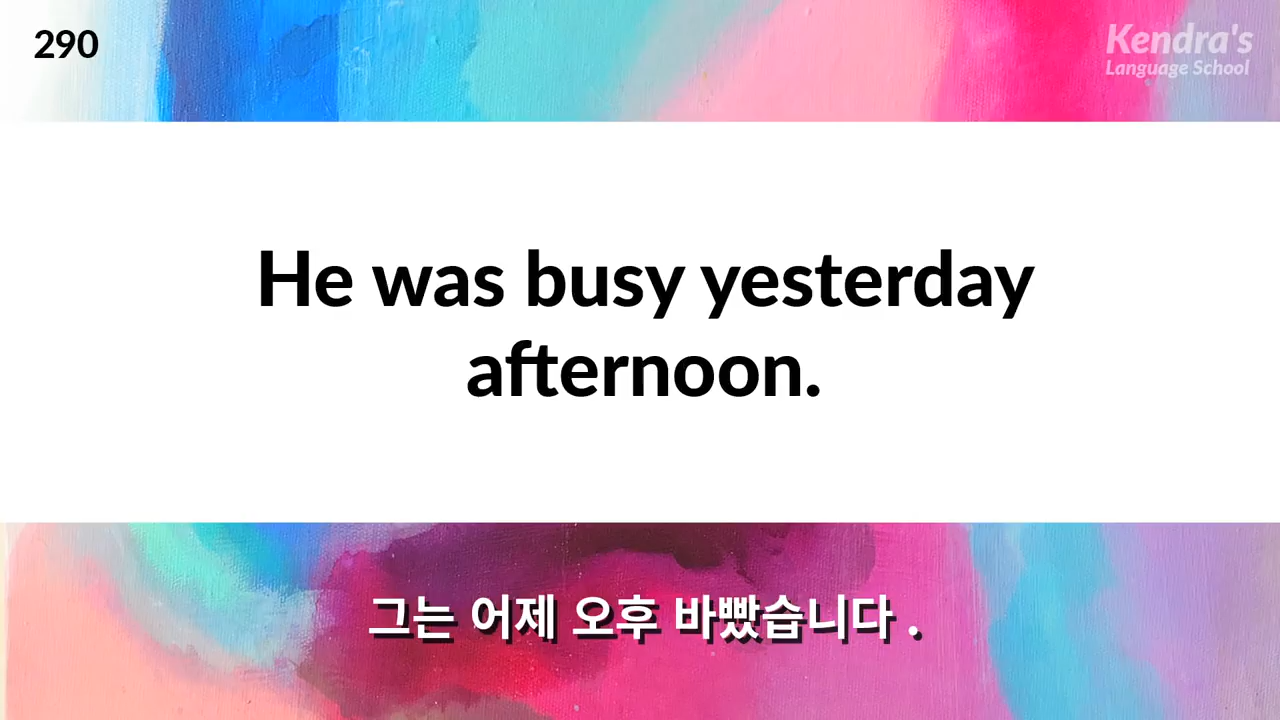 290
Kendra's
Language School
He was busy yesterday
afternoon.
그는 어제 오후 바빴습니다 .